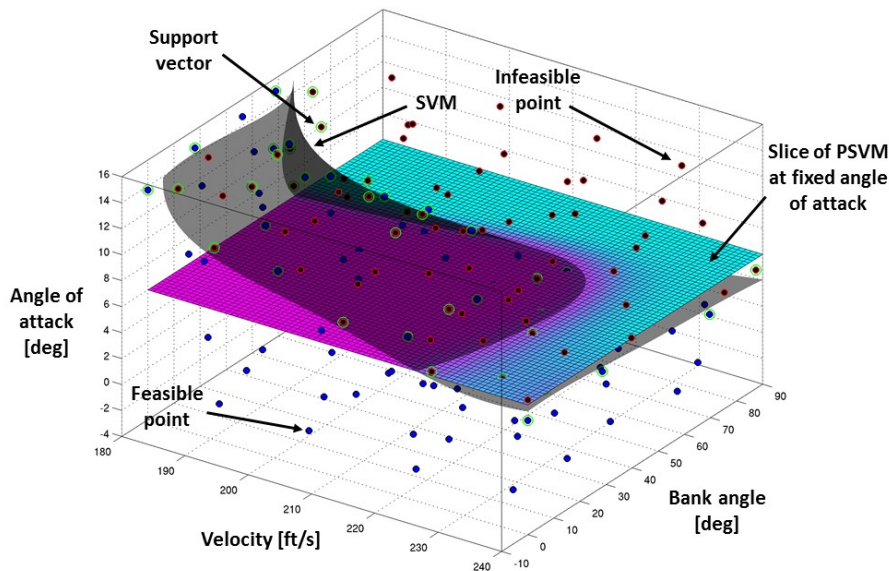 Support
vector
SVM
Infeasible
point
Slice of PSVM
at fixed angle
of attack
Angle of
attack
[deg]
16
14
12
10
8
6
4
2
0
-2
-4
Feasible
point
180
190
200
210
220
230
240
Velocity [ft/s]
-10
0
10
20
30
40
50
60
70
80
90
Bank angle
[deg]